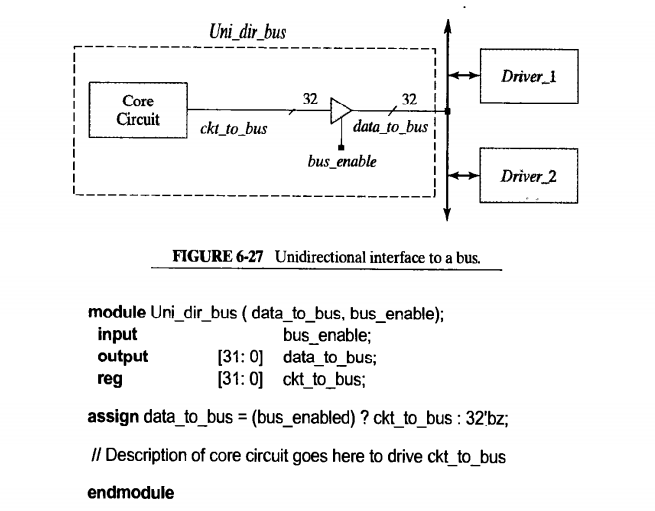 Uni_dir_bus
Core
Circuit
32
32
ckt_to_bus
data_to_bus
bus_enable
Driver_1
Driver_2
FIGURE 6-27 Unidirectional interface to a bus.
module Uni_dir_bus ( data_to_bus, bus_enable);
input bus_enable;
output [31: 0] data_to_bus;
reg [31: 0] ckt_to_bus;
assign data_to_bus = (bus_enabled) ? ckt_to_bus : 32'bz;
// Description of core circuit goes here to drive ckt_to_bus
endmodule